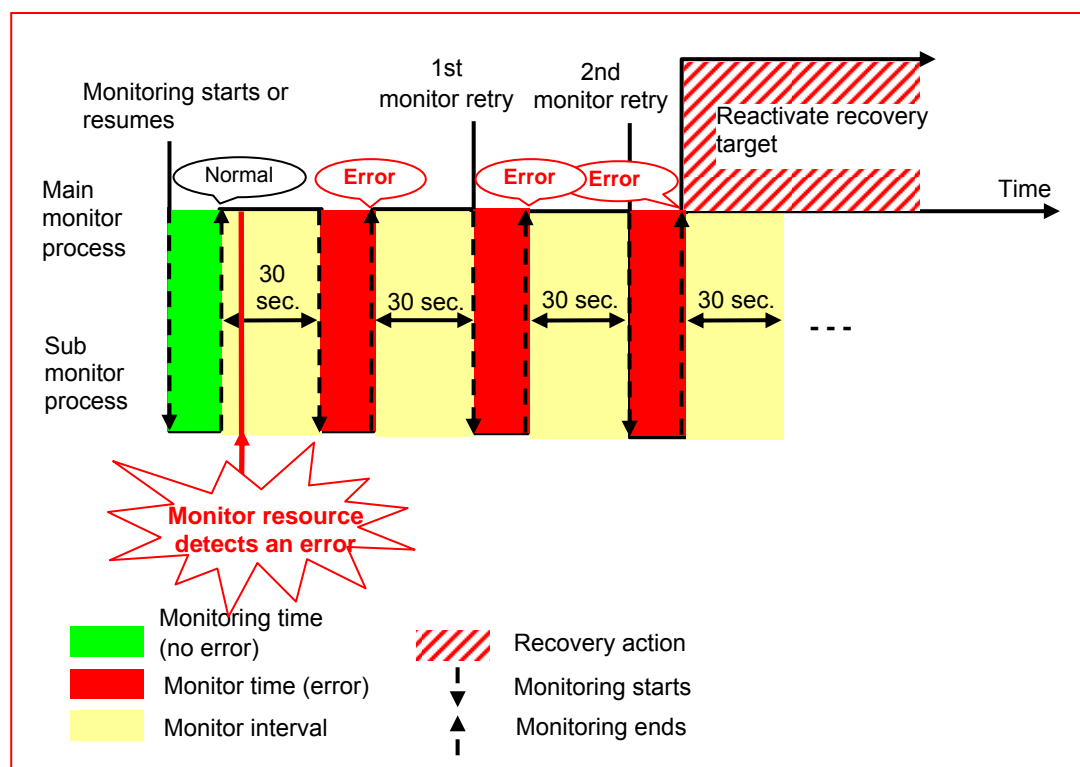 Monitoring starts or
resumes
1st
monitor retry
2nd
monitor retry
Reactivate recovery
target
Normal
Error
Error
Error
Time
Main
monitor
process
30
sec.
30 sec.
30 sec.
30 sec.
Sub
monitor
process
Monitor resource
detects an error
Monitoring time
(no error)
Monitor time (error)
Monitor interval
Recovery action
Monitoring starts
Monitoring ends